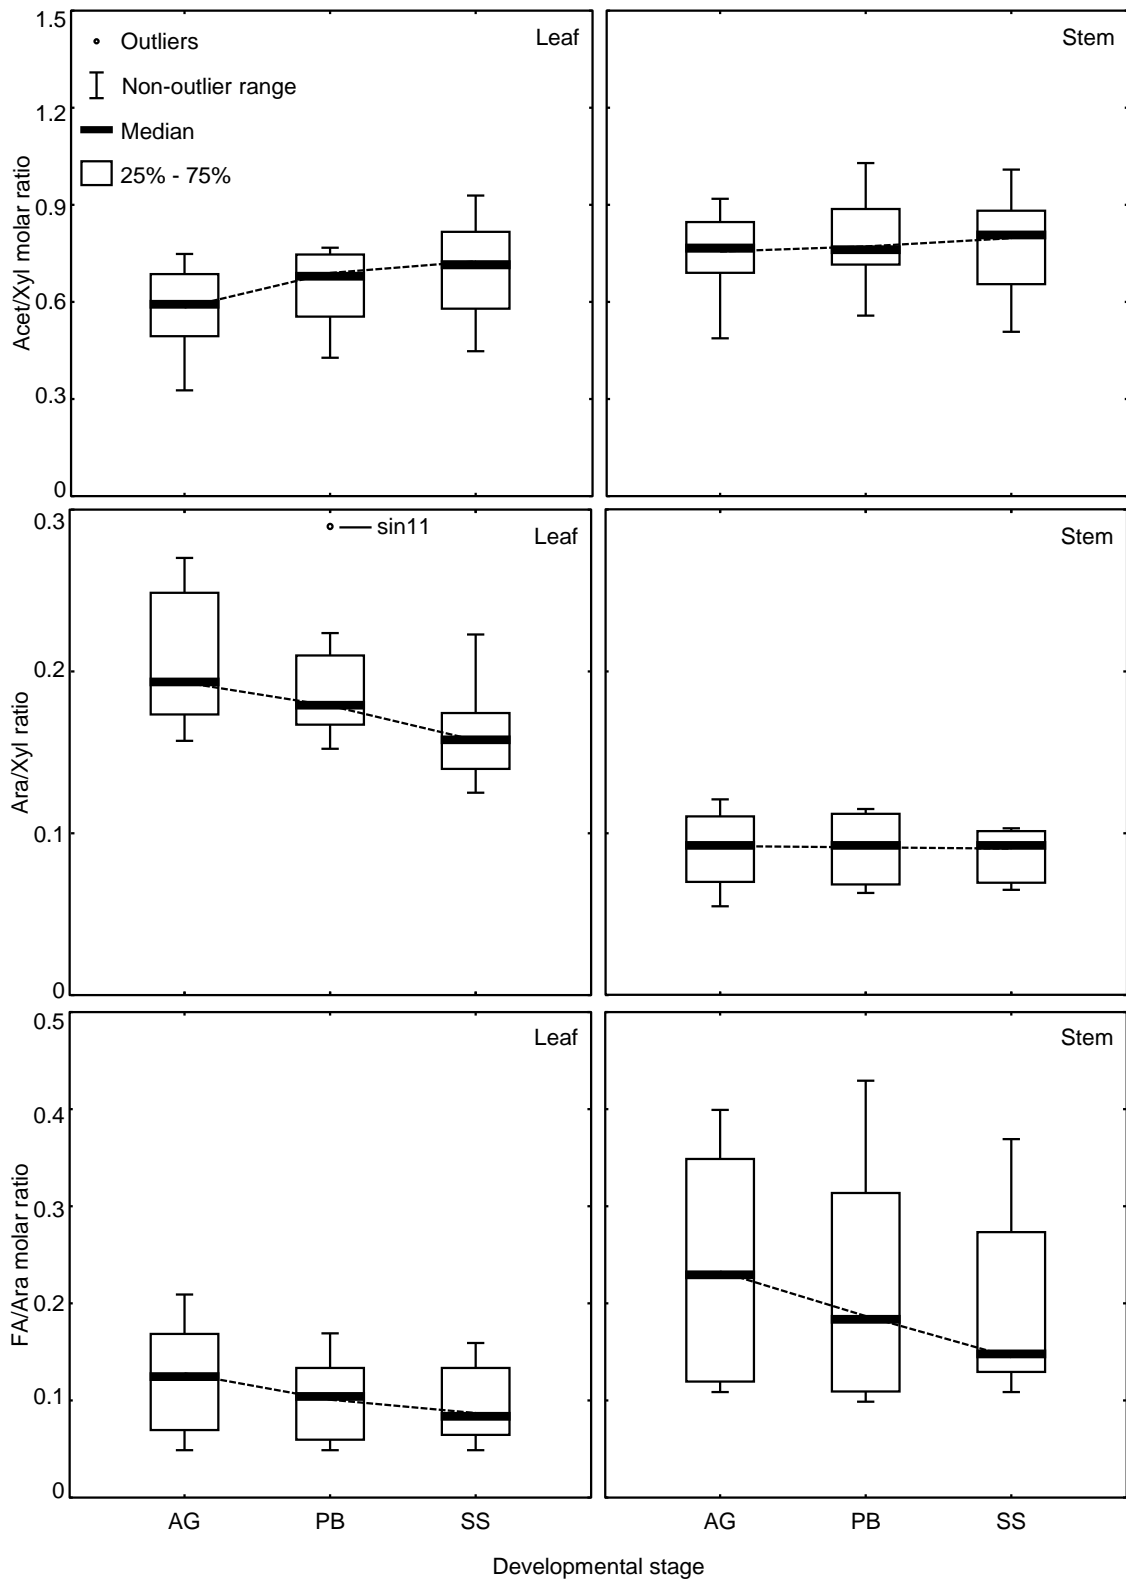 Acet/Xyl molar ratio
1.5
1.2
0.9
0.6
0.3
0
Outliers
Non-outlier range
Median
25% - 75%
Leaf
Stem
Ara/Xyl ratio
0.3
0.2
0.1
0
sin11
Leaf
Stem
FA/Ara molar ratio
0.5
0.4
0.3
0.2
0.1
0
Leaf
Stem
AG PB SS AG PB SS
Developmental stage